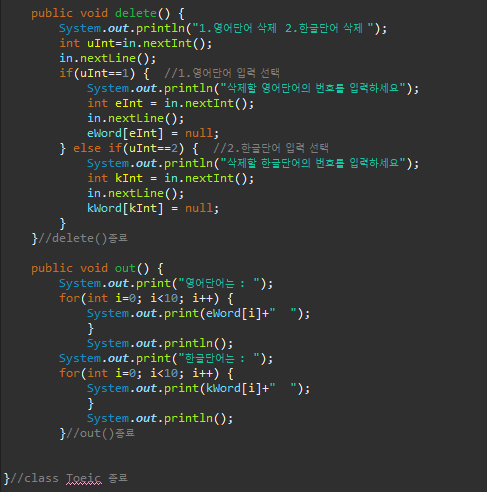 public void delete() {
System.out.println("1.영어단어 삭제  2.한글단어 삭제 ");
int uInt=in.nextInt();
in.nextLine();
if(uInt==1) {  //1.영어단어 입력 선택
System.out.println("삭제할 영어단어의 번호를 입력하세요");
int eInt = in.nextInt();
in.nextLine();
eWord[eInt] = null;
} else if(uInt==2) {  //2.한글단어 입력 선택
System.out.println("삭제할 한글단어의 번호를 입력하세요");
int kInt = in.nextInt();
in.nextLine();
kWord[kInt] = null;
}
}//delete()종료
public void out() {
System.out.print("영어단어는 : ");
for(int i=0; i<10; i++) {
System.out.print(eWord[i]+"  ");
}
System.out.println();
System.out.print("한글단어는 : ");
for(int i=0; i<10; i++) {
System.out.print(kWord[i]+"  ");
}
System.out.println();
}//out()종료
}//class Toeic 종료